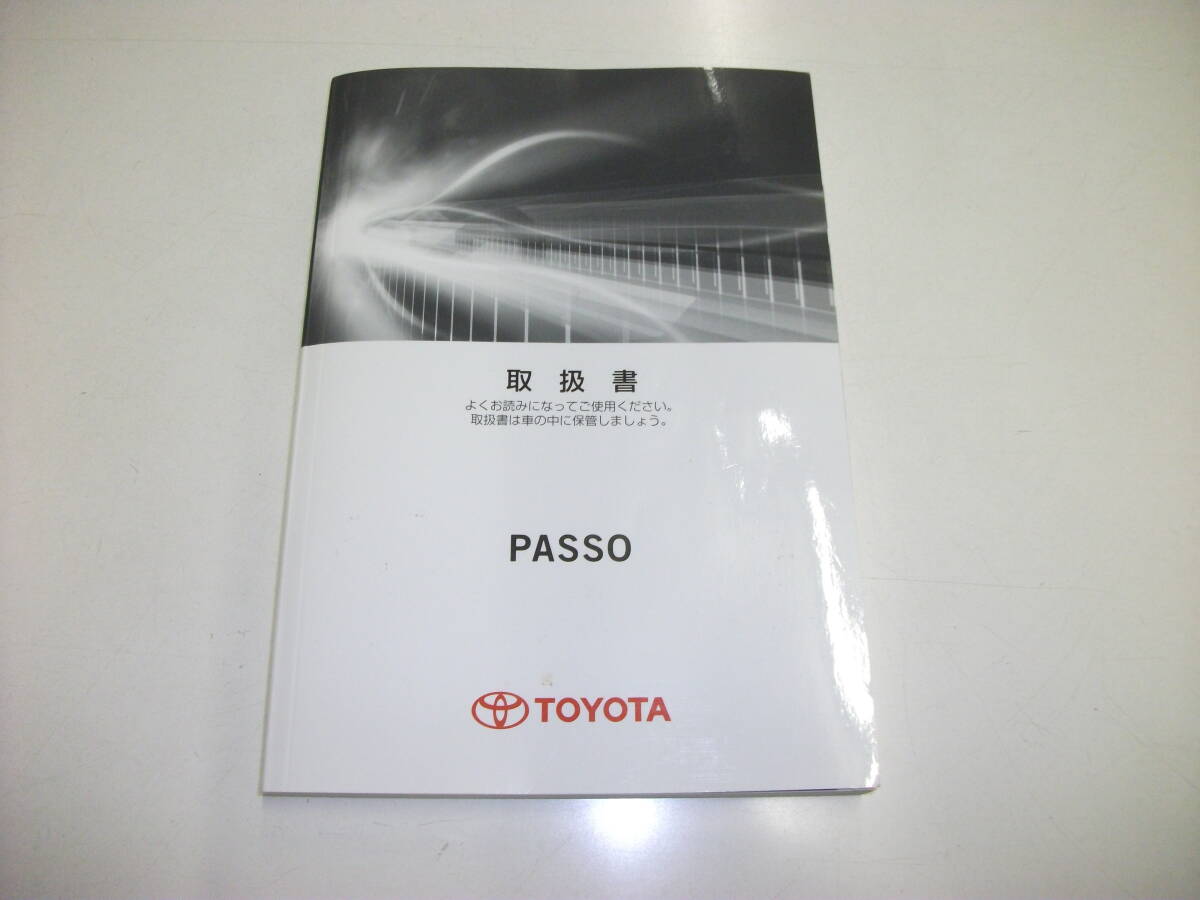 取扱書
よくお読みになってご使用ください。
取扱書は車の中に保管しましょう。
PASSO
TOYOTA